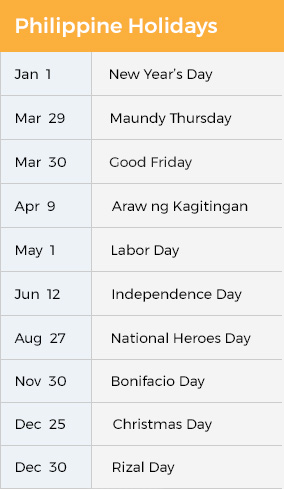 Philippine Holidays
Jan 1 New Year's Day
Mar 29 Maundy Thursday
Mar 30 Good Friday
Apr 9 Araw ng Kagitingan
May 1 Labor Day
Jun 12 Independence Day
Aug 27 National Heroes Day
Nov 30 Bonifacio Day
Dec 25 Christmas Day
Dec 30 Rizal Day